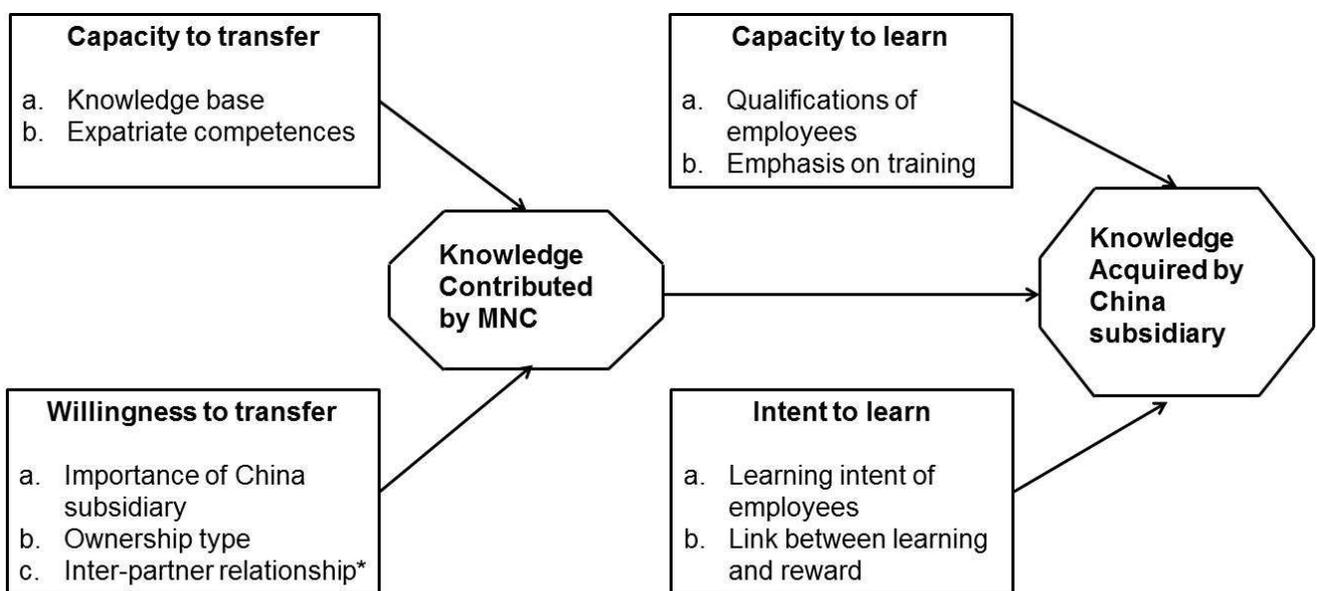 Capacity to transfer
a. Knowledge base
b. Expatriate competences
Capacity to learn
a. Qualifications of
employees
b. Emphasis on training
Knowledge
Contributed
by MNC
Knowledge
Acquired by
China
subsidiary
Willingness to transfer
a. Importance of China
subsidiary
b. Ownership type
c. Inter-partner relationship*
Intent to learn
a. Learning intent of
employees
b. Link between learning
and reward